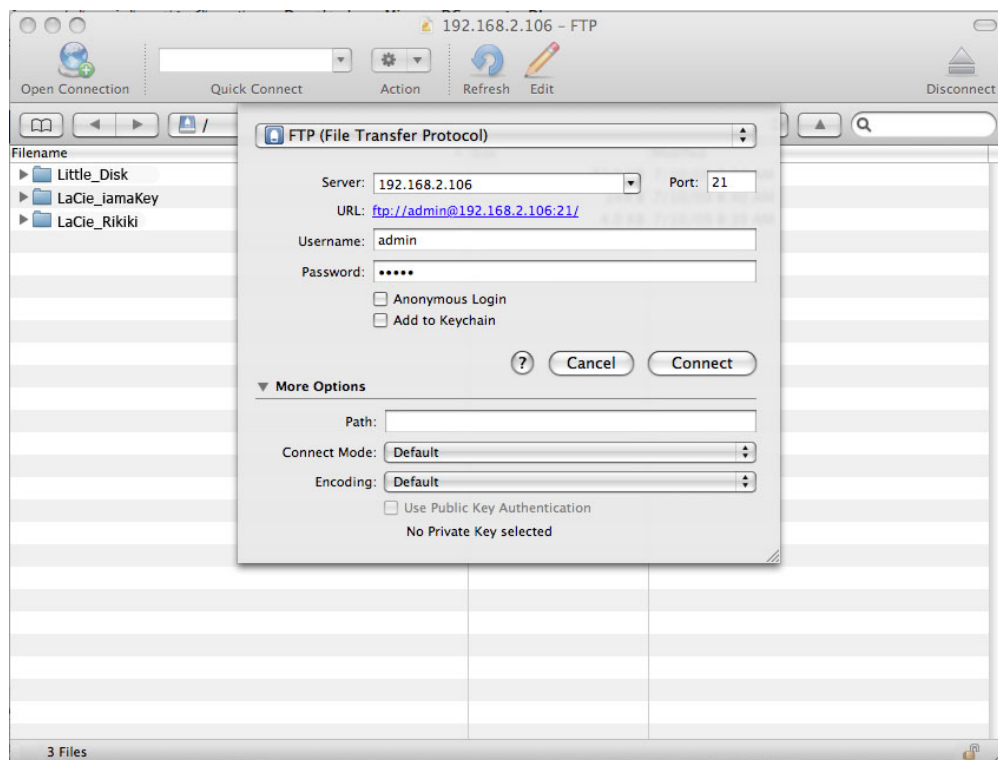 192.168.2.106 – FTP
Open Connection Quick Connect Action Refresh Edit Disconnect
/
FTP (File Transfer Protocol)
Filename
Little_Disk
LaCie_iamaKey
LaCie_Rikiki
Server: 192.168.2.106 Port: 21
URL: ftp://admin@192.168.2.106:21/
Username: admin
Password: •••••
Anonymous Login
Add to Keychain
? Cancel Connect
More Options
Path:
Connect Mode: Default
Encoding: Default
Use Public Key Authentication
No Private Key selected
3 Files